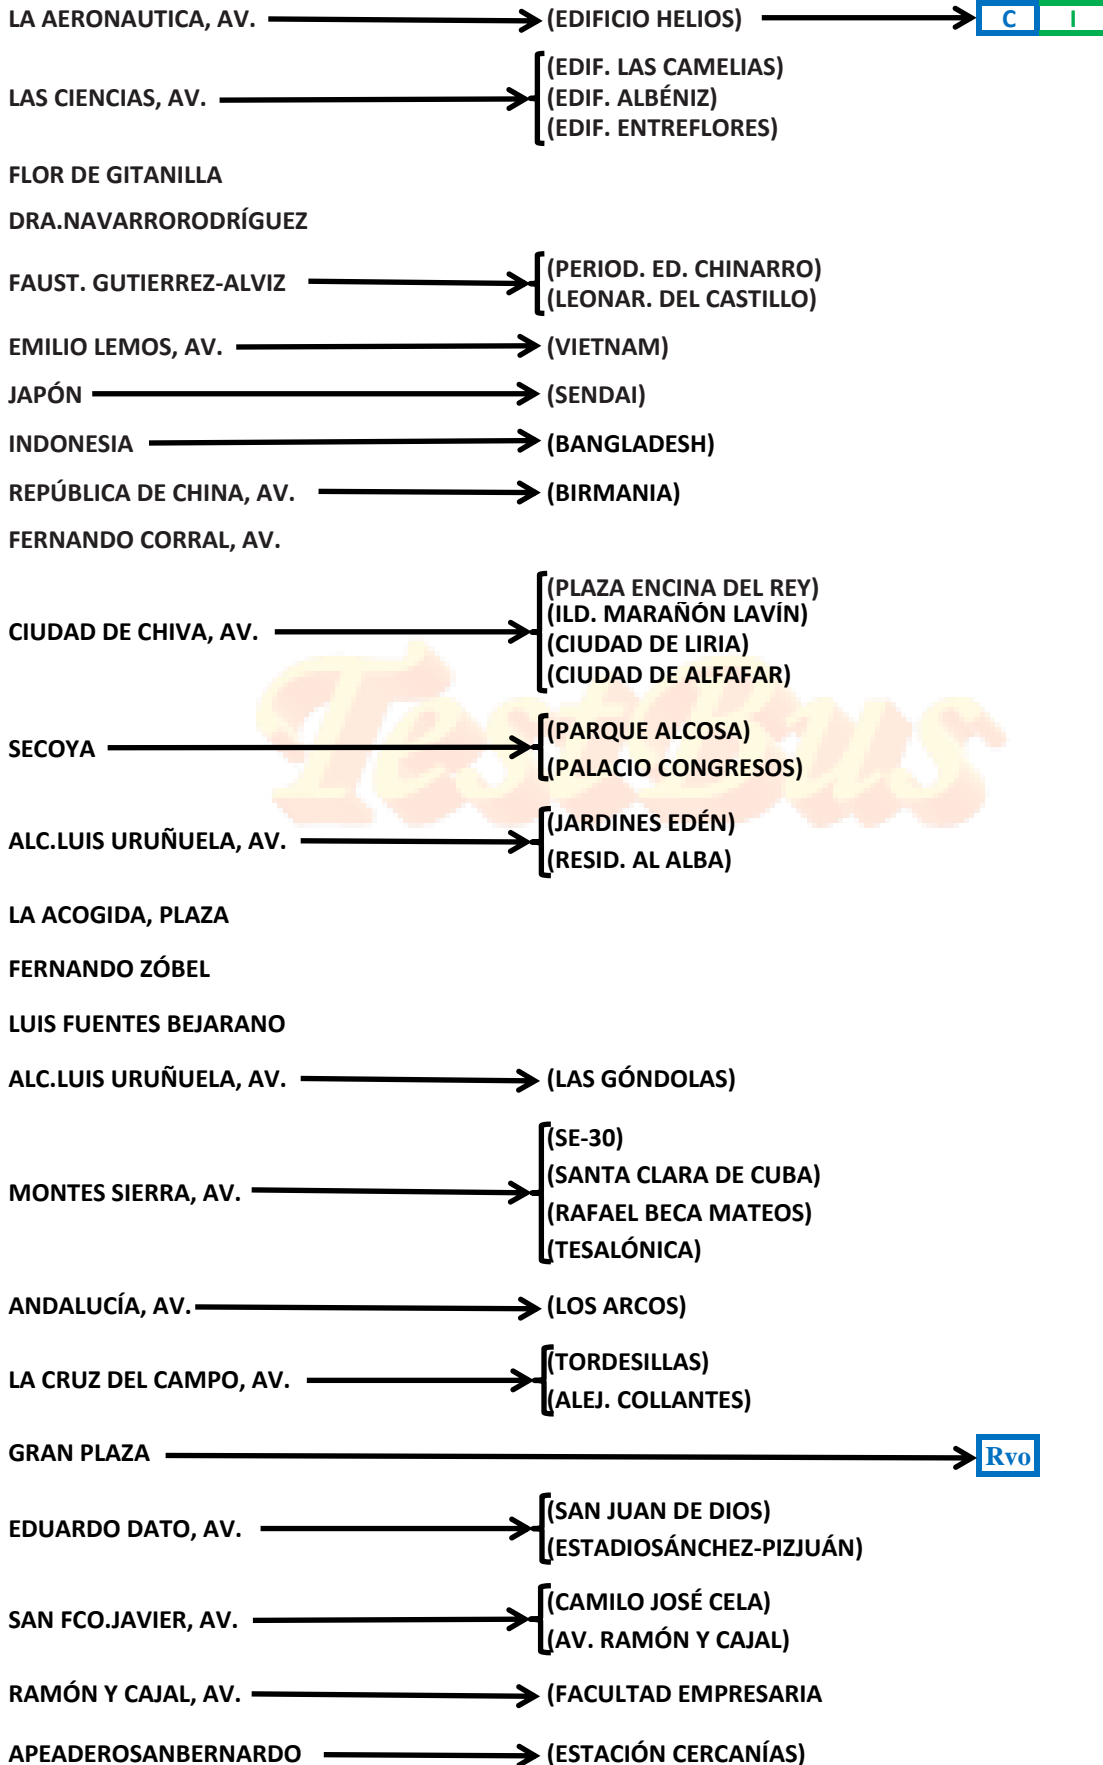 LA AERONAUTICA, AV. (EDIFICIO HELIOS) C I
LAS CIENCIAS, AV. (EDIF. LAS CAMELIAS)
(EDIF. ALBÉNIZ)
(EDIF. ENTREFLORES)
FLOR DE GITANILLA
DRA.NAVARRORODRÍGUEZ
FAUST. GUTIERREZ-ALVIZ (PERIOD. ED. CHINARRO)
(LEONAR. DEL CASTILLO)
EMILIO LEMOS, AV. (VIETNAM)
JAPÓN (SENDAI)
INDONESIA (BANGLADESH)
REPÚBLICA DE CHINA, AV. (BIRMANIA)
FERNANDO CORRAL, AV.
CIUDAD DE CHIVA, AV. (PLAZA ENCINA DEL REY)
(ILD. MARAÑÓN LAVÍN)
(CIUDAD DE LIRIA)
(CIUDAD DE ALFAFAR)
TestBus
SECOYA (PARQUE ALCOSA)
(PALACIO CONGRESOS)
ALC.LUIS URUÑUELA, AV. (JARDINES EDÉN)
(RESID. AL ALBA)
LA ACOGIDA, PLAZA
FERNANDO ZÓBEL
LUIS FUENTES BEJARANO
ALC.LUIS URUÑUELA, AV. (LAS GÓNDOLAS)
MONTES SIERRA, AV. (SE-30)
(SANTA CLARA DE CUBA)
(RAFAEL BECA MATEOS)
(TESALÓNICA)
ANDALUCÍA, AV. (LOS ARCOS)
LA CRUZ DEL CAMPO, AV. (TORDESILLAS)
(ALEJ. COLLANTES)
GRAN PLAZA Rvo
EDUARDO DATO, AV. (SAN JUAN DE DIOS)
(ESTADIOSÁNCHEZ-PIZJUÁN)
SAN FCO.JAVIER, AV. (CAMILO JOSÉ CELA)
(AV. RAMÓN Y CAJAL)
RAMÓN Y CAJAL, AV. (FACULTAD EMPRESARIA
APEADEROSANBERNARDO (ESTACIÓN CERCANÍAS)